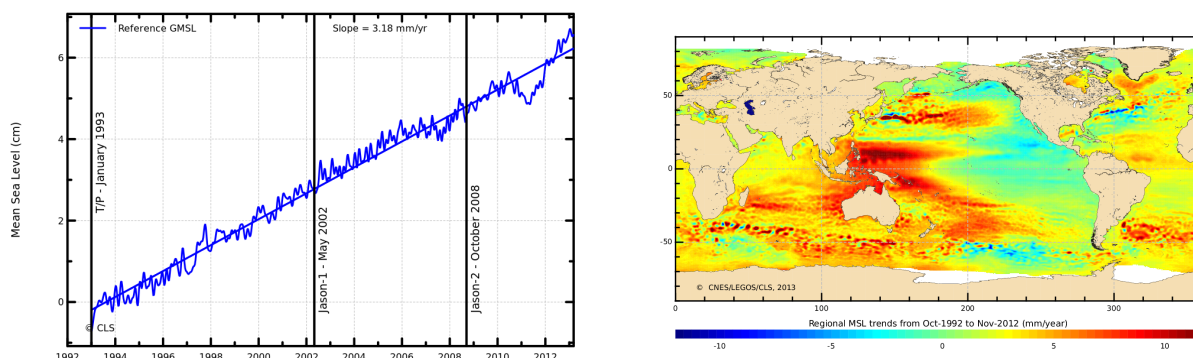 Reference GMSL
Slope = 3.18 mm/yr
Mean Sea Level (cm)
6
4
2
0
T/P - January 1993
Jason-1 - May 2002
Jason-2 - October 2008
© CLS
1992 1994 1996 1998 2000 2002 2004 2006 2008 2010 2012
50
0
-50
© CNES/LEGOS/CLS, 2013
0 100 200 300
Regional MSL trends from Oct-1992 to Nov-2012 (mm/year)
-10 -5 0 5 10